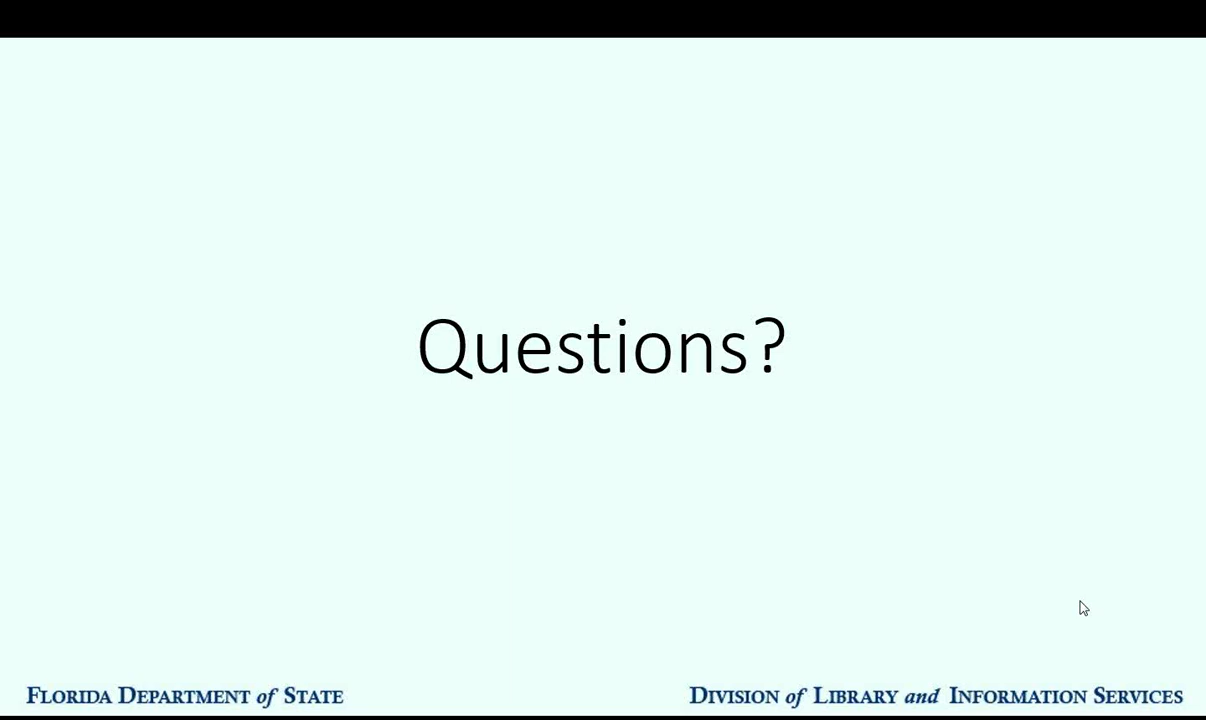 Questions?
FLORIDA DEPARTMENT of STATE
DIVISION of LIBRARY and INFORMATION SERVICES